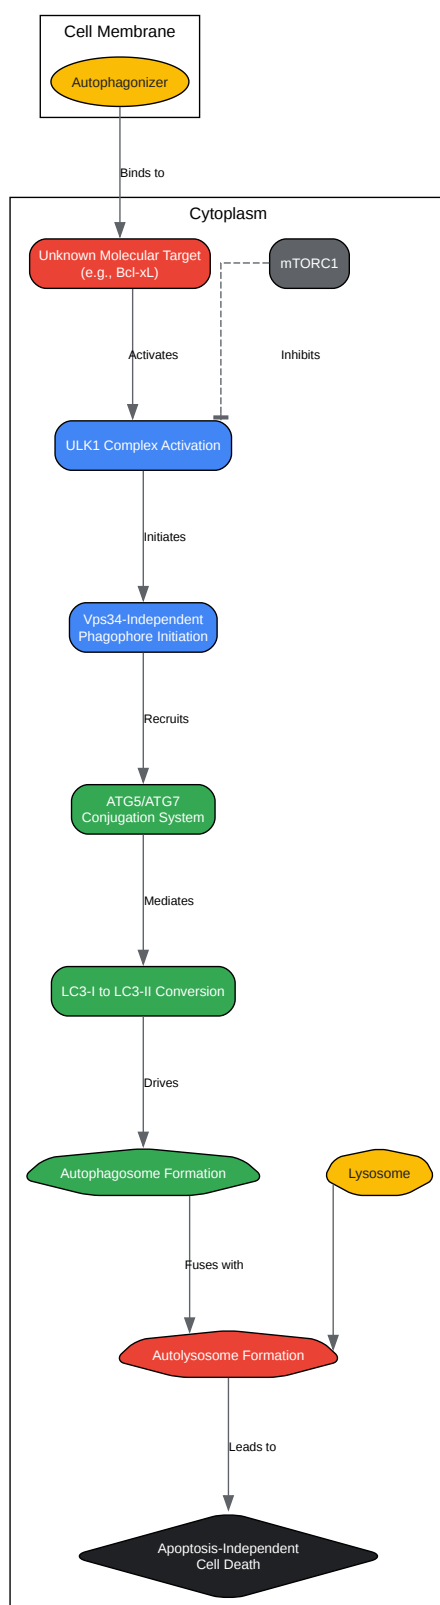 Cell Membrane
Autophagonizer
Binds to
Cytoplasm
Unknown Molecular Target
(e.g., Bcl-xL)
mTORC1
Activates
Inhibits
ULK1 Complex Activation
Initiates
Vps34-Independent
Phagophore Initiation
Recruits
ATG5/ATG7
Conjugation System
Mediates
LC3-I to LC3-II Conversion
Drives
Autophagosome Formation
Lysosome
Fuses with
Autolysosome Formation
Leads to
Apoptosis-Independent
Cell Death